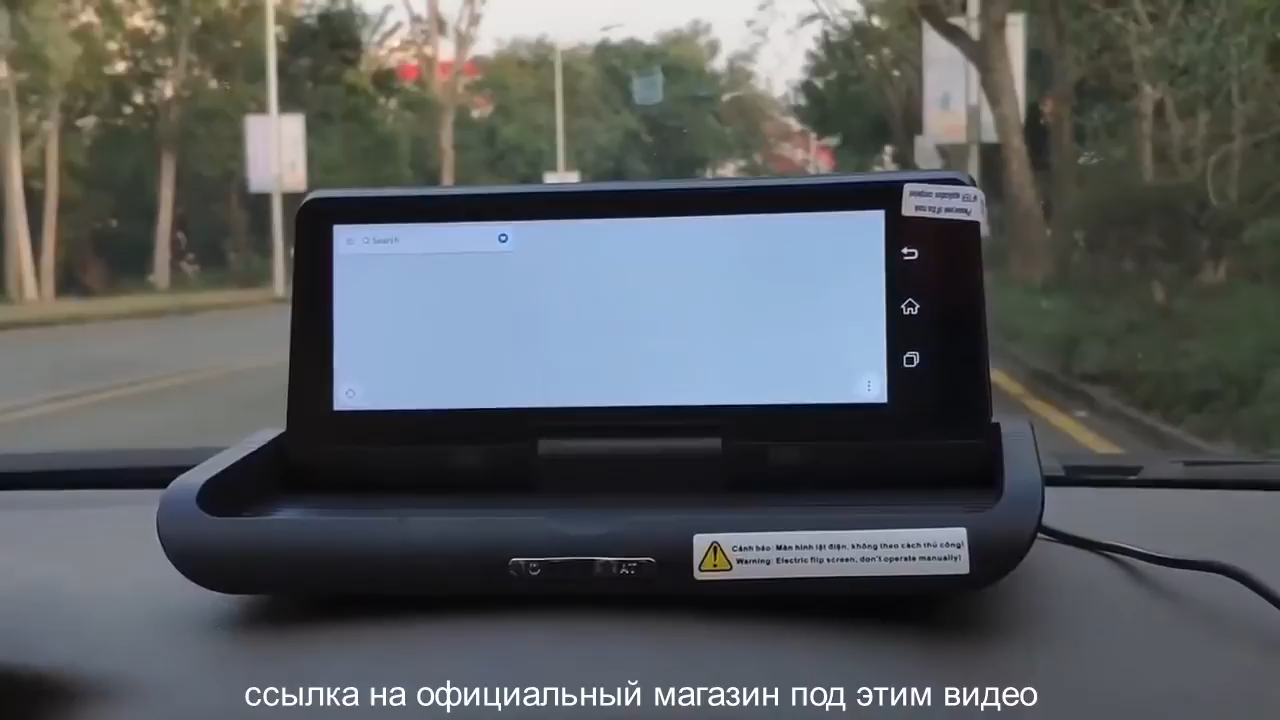 Search
Cảnh báo: Màn hình lật điện, không theo cách thủ công!
Warning: Electric flip screen, don't operate manually!
ссылка на официальный магазин под этим видео